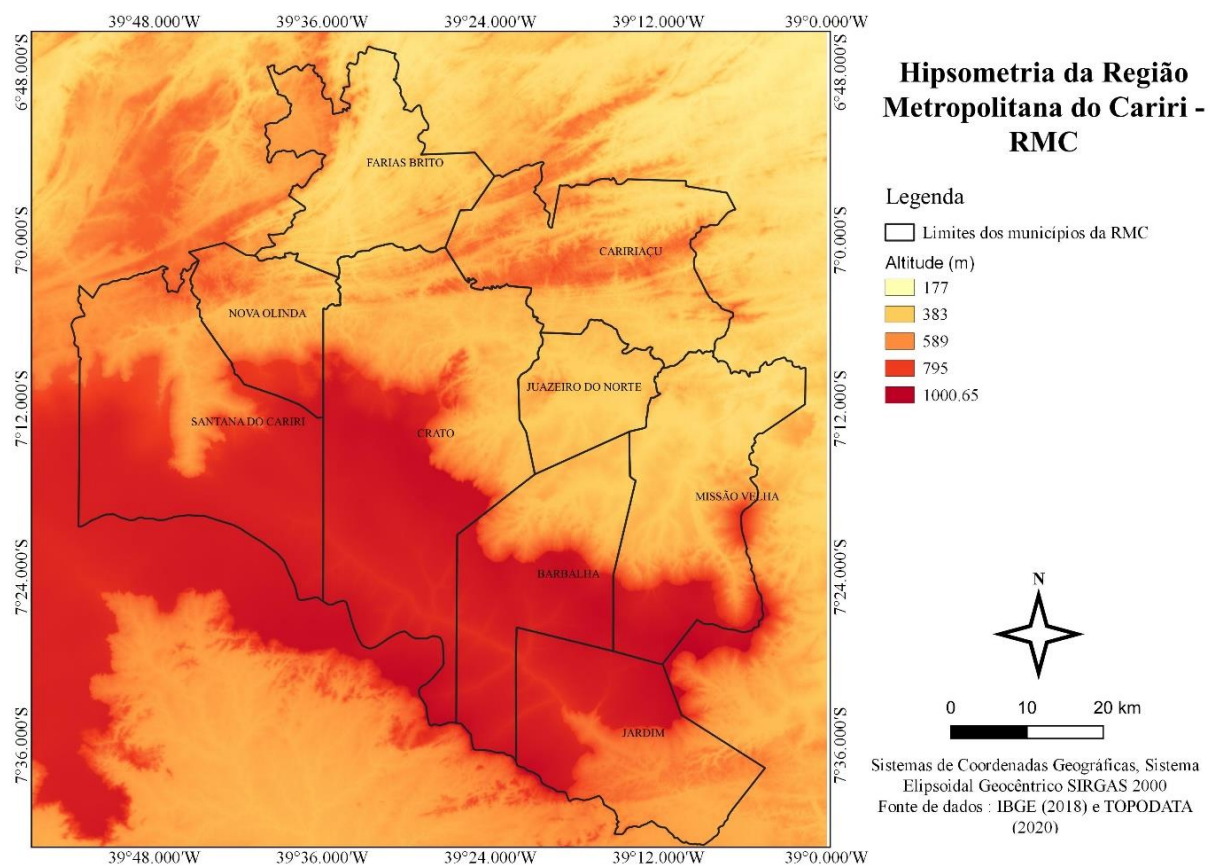 39°48.000'W 39°36.000'W 39°24.000'W 39°12.000'W 39°0.000'W
6°48.000'S
7°0.000'S
7°12.000'S
7°24.000'S
7°36.000'S
FARIAS BRITO
CARIRIAÇU
NOVA OLINDA
JUAZEIRO DO NORTE
SANTANA DO CARIRI
CRATO
MISSÃO VELHA
BARBALHA
JARDIM
6°48.000'S
7°0.000'S
7°12.000'S
7°24.000'S
7°36.000'S
39°48.000'W 39°36.000'W 39°24.000'W 39°12.000'W 39°0.000'W
Hipsometria da Região
Metropolitana do Cariri -
RMC
Legenda
Limites dos municípios da RMC
Altitude (m)
177
383
589
795
1000.65
N
0 10 20 km
Sistemas de Coordenadas Geográficas, Sistema
Elipsoidal Geocêntrico SIRGAS 2000
Fonte de dados : IBGE (2018) e TOPODATA
(2020)